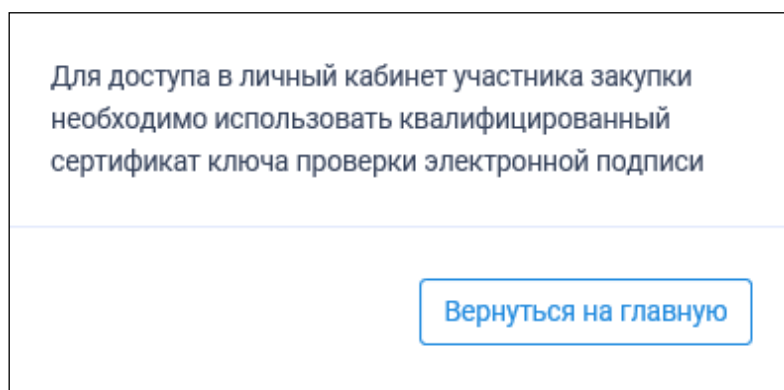 Для доступа в личный кабинет участника закупки
необходимо использовать квалифицированный
сертификат ключа проверки электронной подписи
Вернуться на главную